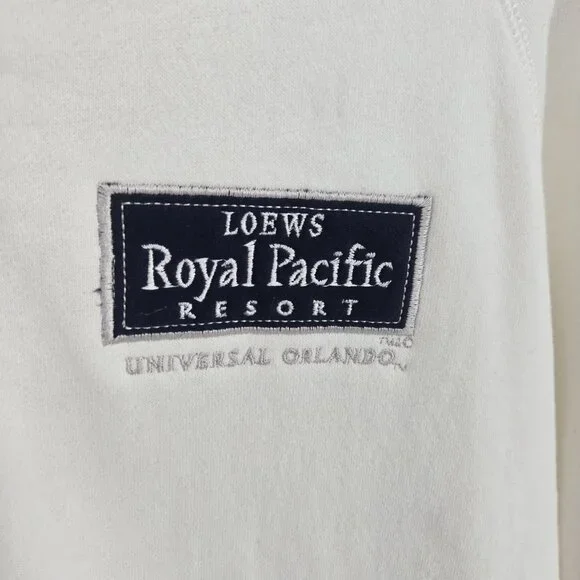 LOEWS
Royal Pacific
RESORT
UNIVERSAL ORLANDO